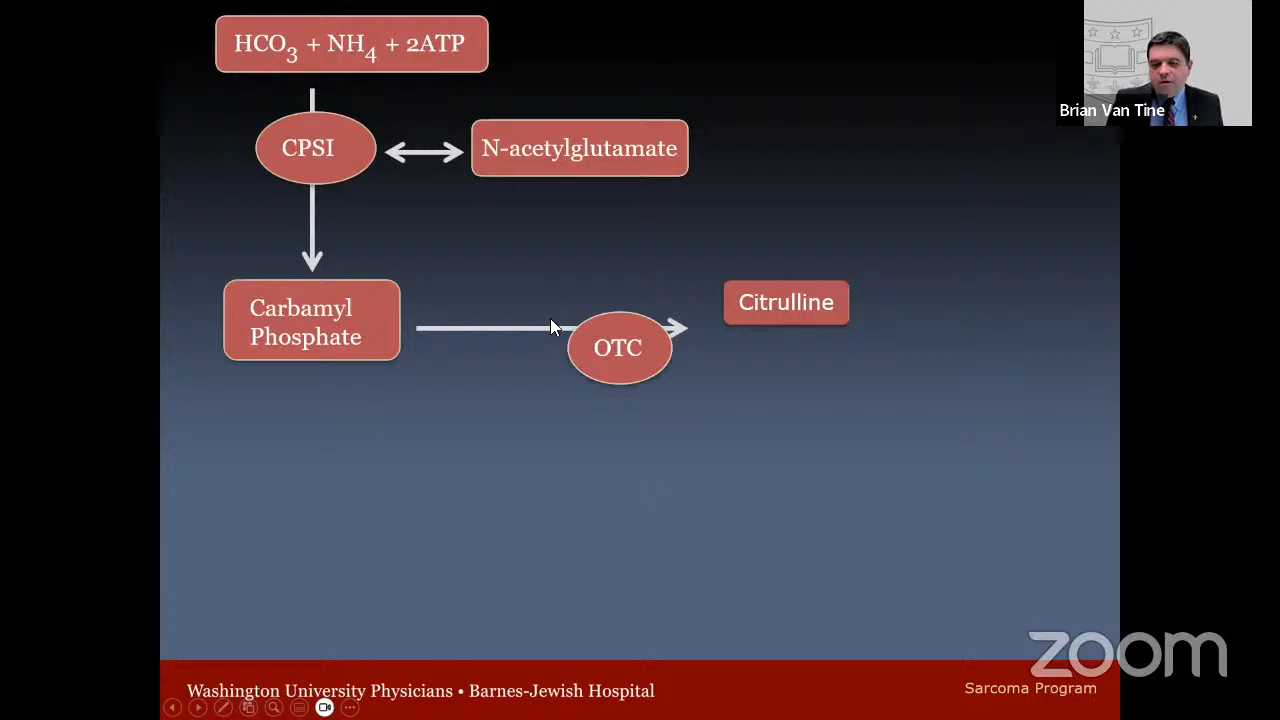 HCO3 + NH4 + 2ATP
Brian Van Tine
CPSI
N-acetylglutamate
Carbamyl
Phosphate
OTC
Citrulline
zoom
Washington University Physicians • Barnes-Jewish Hospital
Sarcoma Program